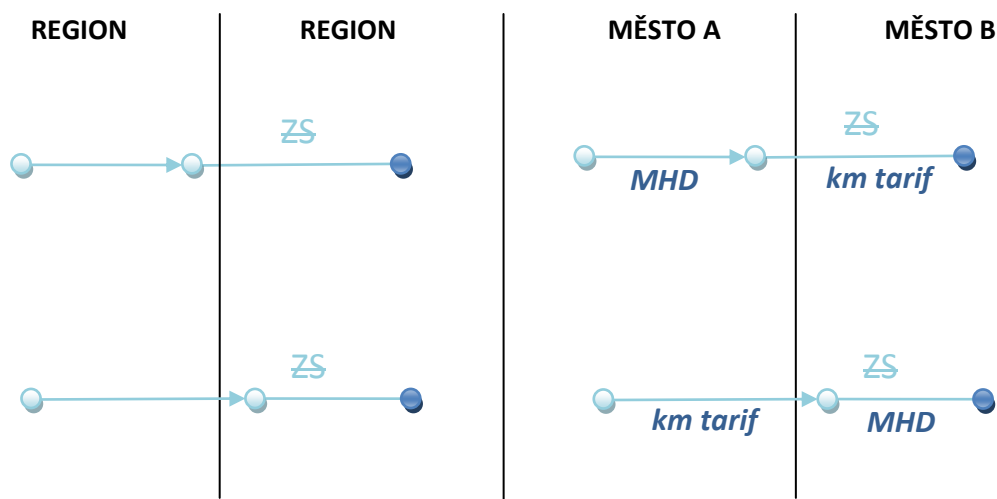 REGION REGION MĚSTO A MĚSTO B
ZS ZS
MHD km tarif
ZS ZS
km tarif MHD